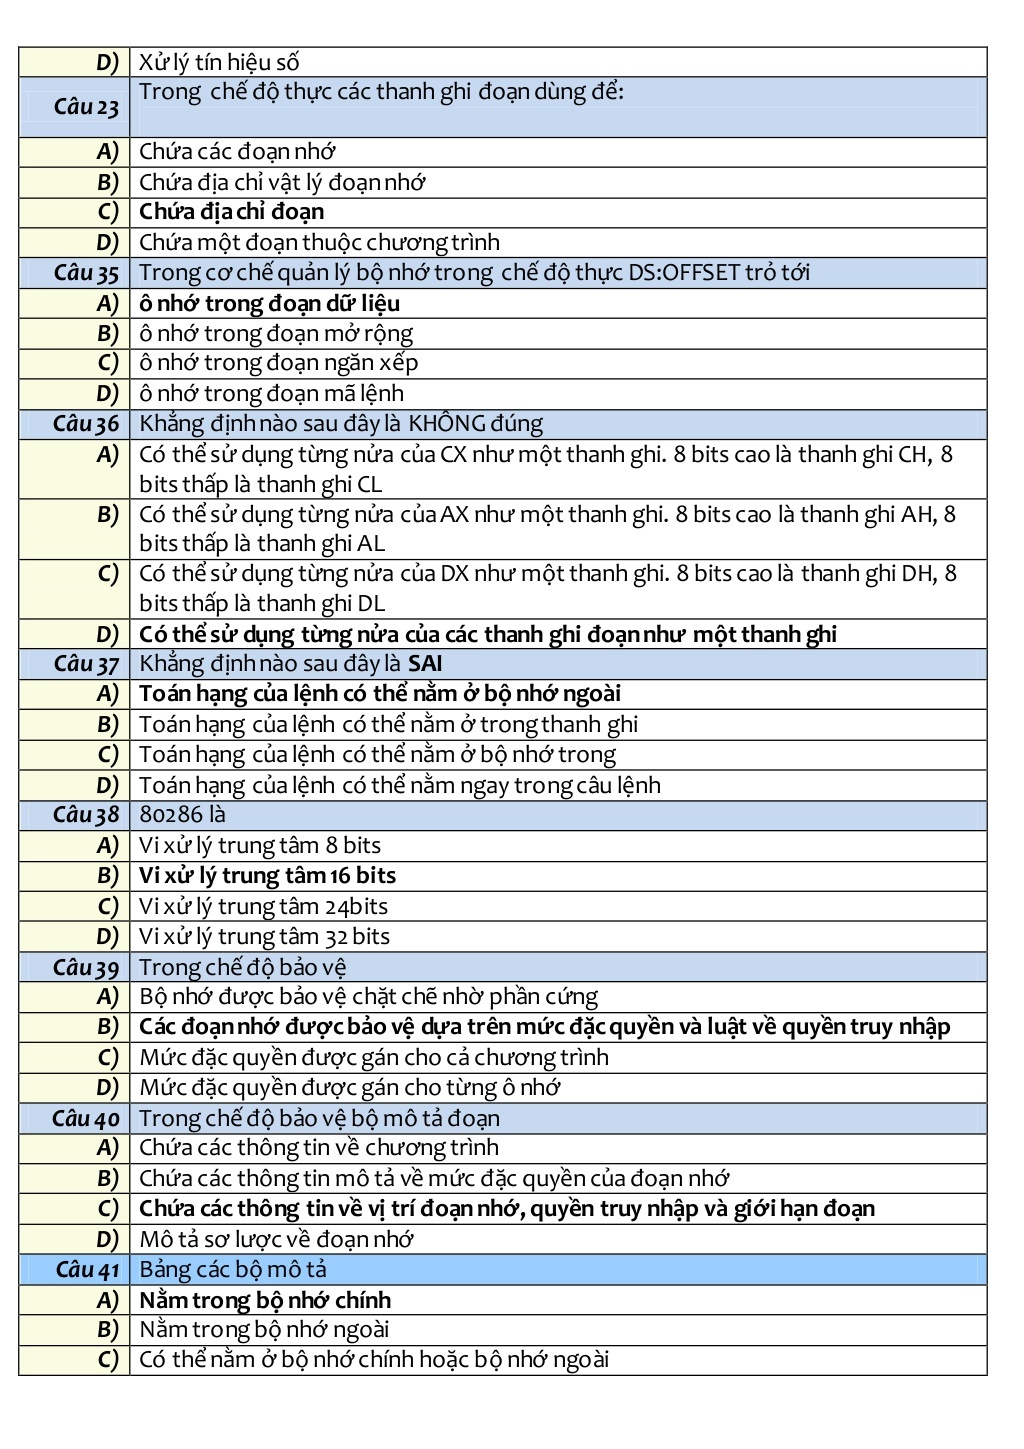 D) Xử lý tín hiệu số
Câu 23 Trong chế độ thực các thanh ghi đoạn dùng để:
A) Chứa các đoạn nhớ
B) Chứa địa chỉ vật lý đoạn nhớ
C) Chứa địa chỉ đoạn
D) Chứa một đoạn thuộc chương trình
Câu 35 Trong cơ chế quản lý bộ nhớ trong chế độ thực DS:OFFSET trỏ tới
A) ô nhớ trong đoạn dữ liệu
B) ô nhớ trong đoạn mở rộng
C) ô nhớ trong đoạn ngăn xếp
D) ô nhớ trong đoạn mã lệnh
Câu 36 Khẳng định nào sau đây là KHÔNG đúng
A) Có thể sử dụng từng nửa của CX như một thanh ghi. 8 bits cao là thanh ghi CH, 8
bits thấp là thanh ghi CL
B) Có thể sử dụng từng nửa của AX như một thanh ghi. 8 bits cao là thanh ghi AH, 8
bits thấp là thanh ghi AL
C) Có thể sử dụng từng nửa của DX như một thanh ghi. 8 bits cao là thanh ghi DH, 8
bits thấp là thanh ghi DL
D) Có thể sử dụng từng nửa của các thanh ghi đoạn như một thanh ghi
Câu 37 Khẳng định nào sau đây là SAI
A) Toán hạng của lệnh có thể nằm ở bộ nhớ ngoài
B) Toán hạng của lệnh có thể nằm ở trong thanh ghi
C) Toán hạng của lệnh có thể nằm ở bộ nhớ trong
D) Toán hạng của lệnh có thể nằm ngay trong câu lệnh
Câu 38 80286 là
A) Vi xử lý trung tâm 8 bits
B) Vi xử lý trung tâm 16 bits
C) Vi xử lý trung tâm 24bits
D) Vi xử lý trung tâm 32 bits
Câu 39 Trong chế độ bảo vệ
A) Bộ nhớ được bảo vệ chặt chẽ nhờ phần cứng
B) Các đoạn nhớ được bảo vệ dựa trên mức đặc quyền và luật về quyền truy nhập
C) Mức đặc quyền được gán cho cả chương trình
D) Mức đặc quyền được gán cho từng ô nhớ
Câu 40 Trong chế độ bảo vệ bộ mô tả đoạn
A) Chứa các thông tin về chương trình
B) Chứa các thông tin mô tả về mức đặc quyền của đoạn nhớ
C) Chứa các thông tin về vị trí đoạn nhớ, quyền truy nhập và giới hạn đoạn
D) Mô tả sơ lược về đoạn nhớ
Câu 41 Bảng các bộ mô tả
A) Nằm trong bộ nhớ chính
B) Nằm trong bộ nhớ ngoài
C) Có thể nằm ở bộ nhớ chính hoặc bộ nhớ ngoài